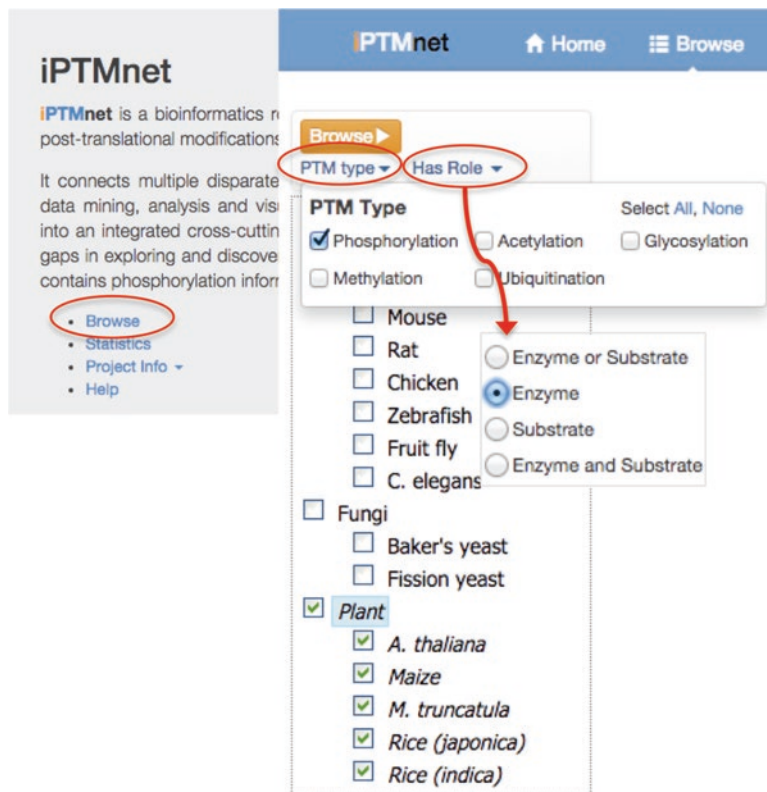 iPTMnet
iPTMnet is a bioinformatics r
post-translational modifications
It connects multiple disparate
data mining, analysis and visu
into an integrated cross-cuttin
gaps in exploring and discove
contains phosphorylation inforr
Browse
Statistics
Project Info
Help
iPTMnet Home Browse
Browse
PTM type Has Role
PTM Type Select All, None
Phosphorylation Acetylation Glycosylation
Methylation Ubiquitination
Mouse
Rat
Chicken
Zebrafish
Fruit fly
C. elegans
Enzyme or Substrate
Enzyme
Substrate
Enzyme and Substrate
Fungi
Baker's yeast
Fission yeast
Plant
A. thaliana
Maize
M. truncatula
Rice (japonica)
Rice (indica)